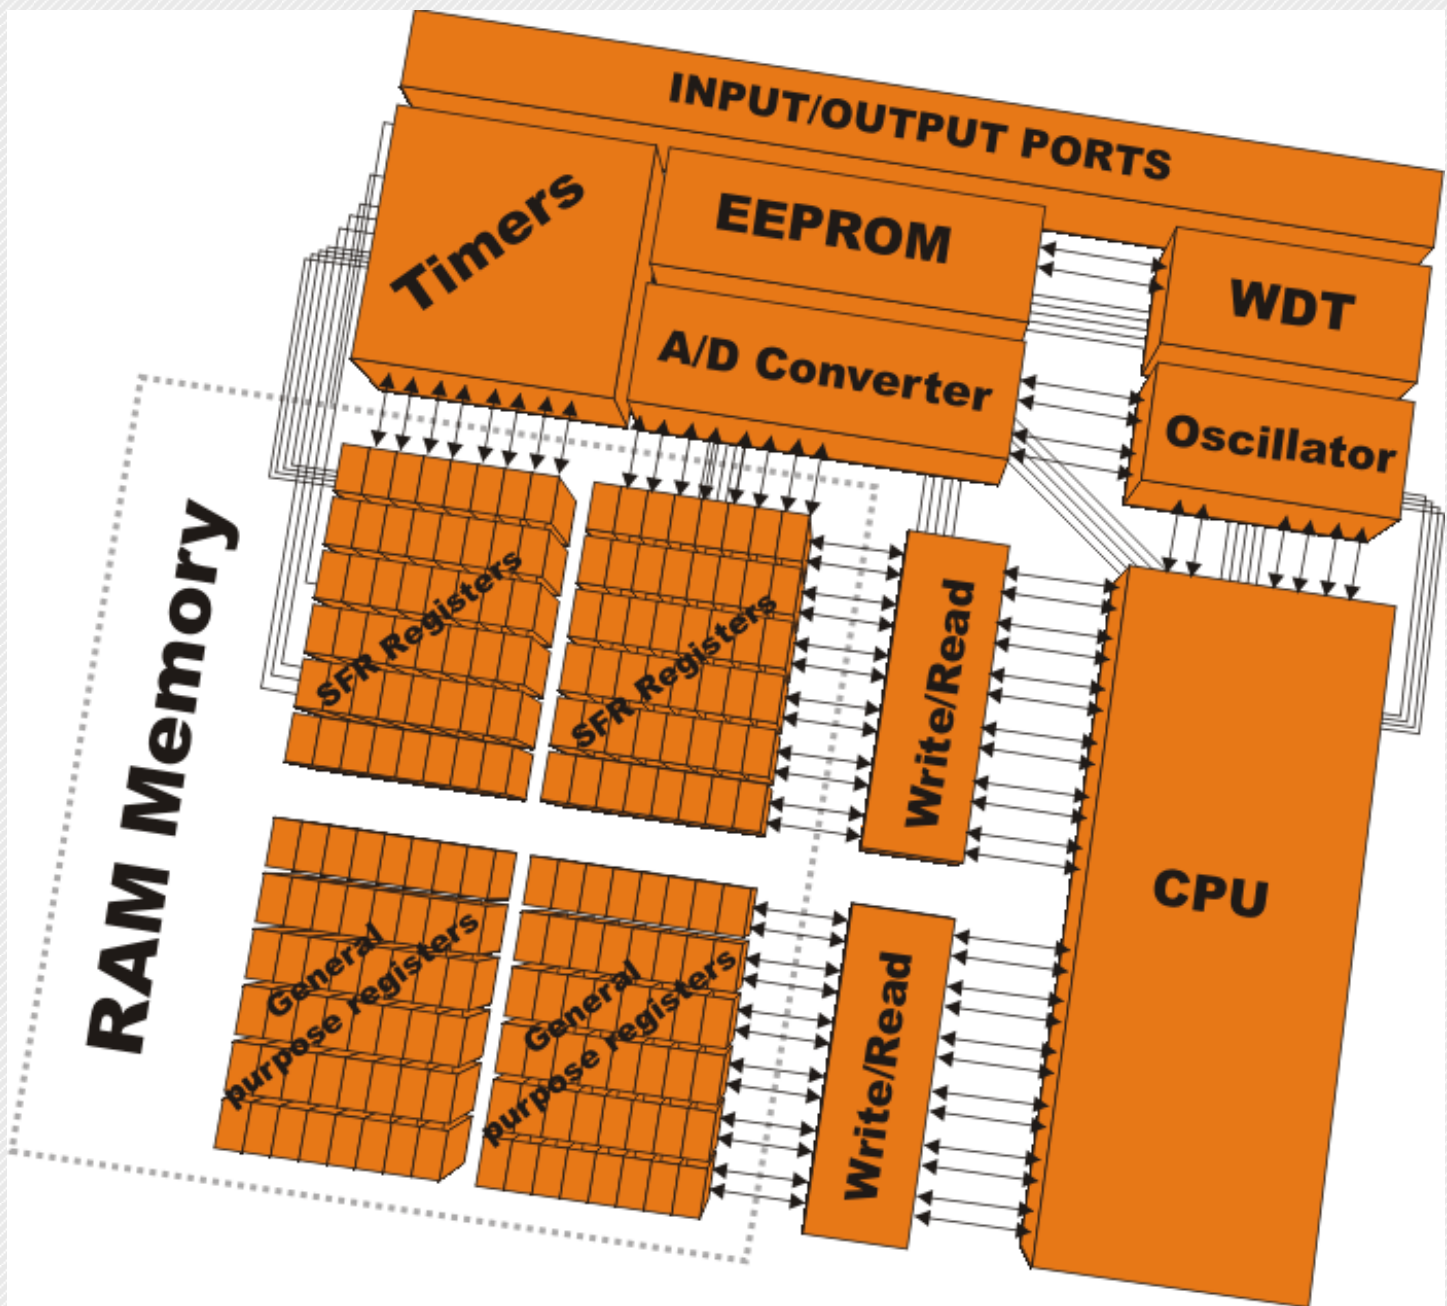 INPUT/OUTPUT PORTS
Timers
EEPROM
WDT
A/D Converter
Oscillator
RAM Memory
SFR Registers
SFR Registers
Write/Read
CPU
General
purpose registers
General
purpose registers
Write/Read